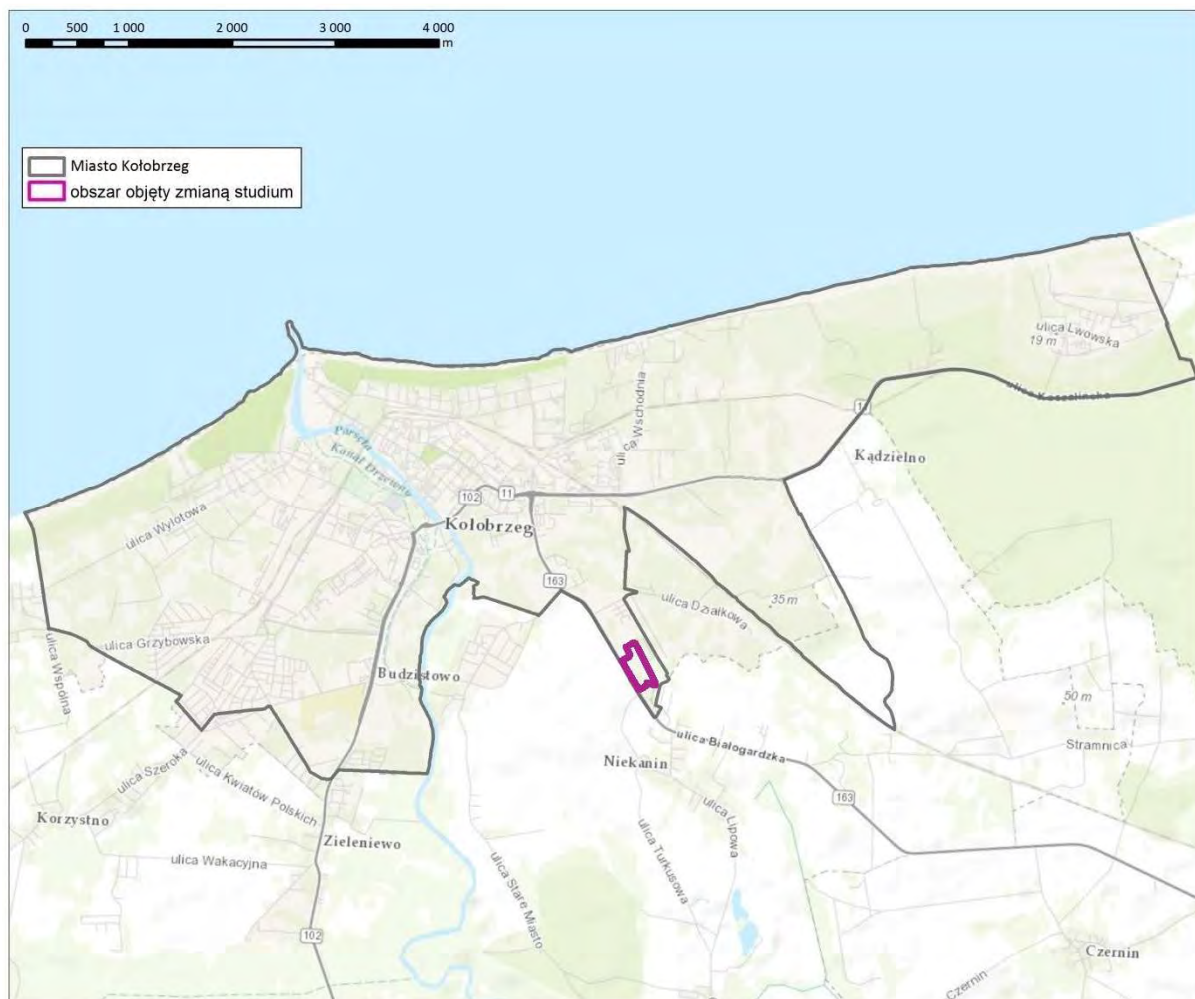 0 500 1 000 2 000 3 000 4 000
m
Miasto Kołobrzeg
obszar objęty zmianą studium
ulica Lwowska
19 m
ulica Koszalińska
ulica Wschodnia
11
Kądzielno
Parsęta
Kanał Drzewny
102
11
Kołobrzeg
ulica Wylotowa
163
35 m
ulica Działkowa
ulica Grzybowska
ulica Wspólna
Budzistowo
50 m
ulica Białogardzka
Stramnica
Niekanin
ulica Szeroka
ulica Kwiatów Polskich
163
Korzystno
ulica Lipowa
Zieleniewo
ulica Wakacyjna
ulica Turkusowa
ulica Stare Miasto
102
Czernin
Czernin